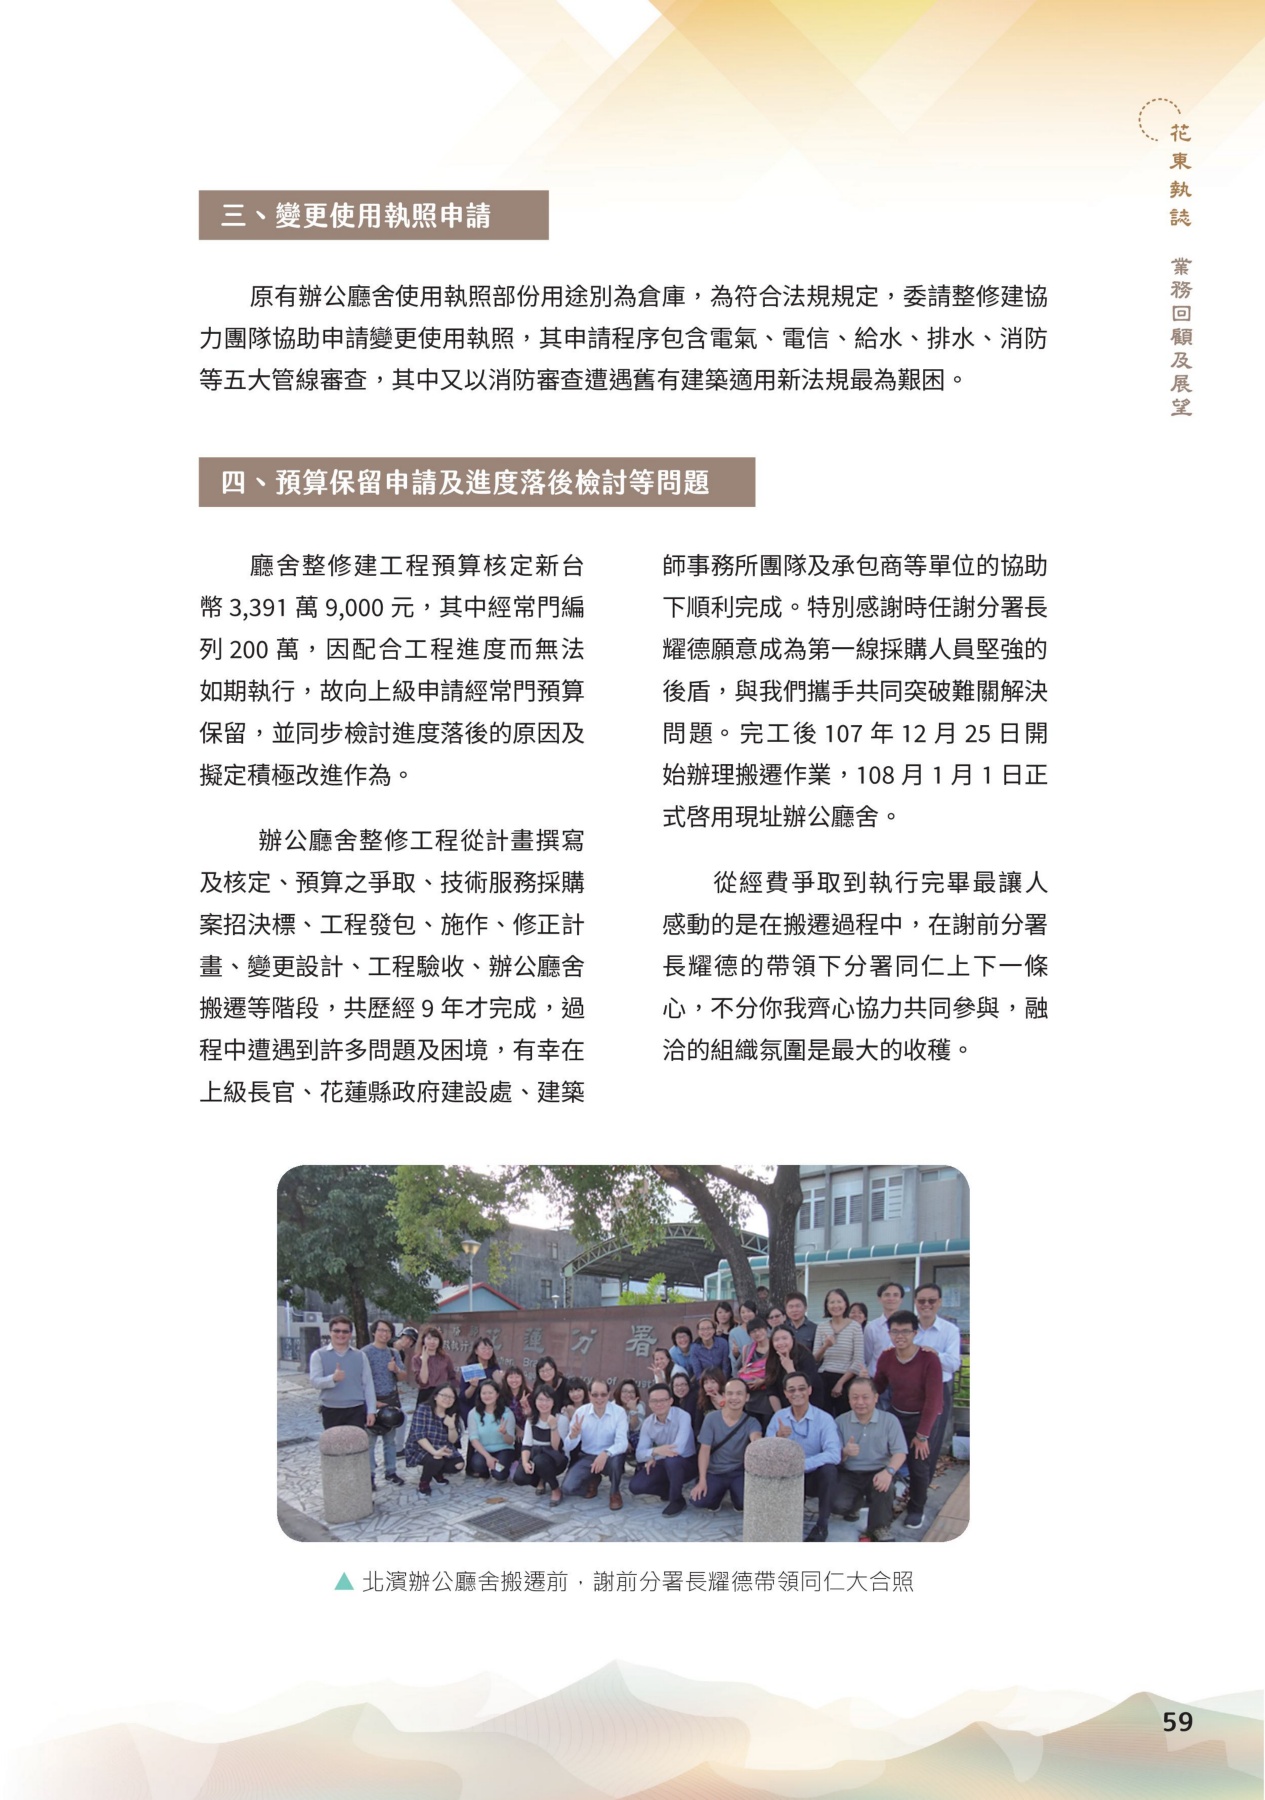 花東執誌
業務回顧及展望
三、變更使用執照申請
原有辦公廳舍使用執照部份用途別為倉庫，為符合法規規定，委請整修建協
力團隊協助申請變更使用執照，其申請程序包含電氣、電信、給水、排水、消防
等五大管線審查，其中又以消防審查遭遇舊有建築適用新法規最為艱困。
四、預算保留申請及進度落後檢討等問題
廳舍整修建工程預算核定新台
幣 3,391 萬 9,000 元，其中經常門編
列 200 萬，因配合工程進度而無法
如期執行，故向上級申請經常門預算
保留，並同步檢討進度落後的原因及
擬定積極改進作為。
辦公廳舍整修工程從計畫撰寫
及核定、預算之爭取、技術服務採購
案招決標、工程發包、施作、修正計
畫、變更設計、工程驗收、辦公廳舍
搬遷等階段，共歷經 9 年才完成，過
程中遭遇到許多問題及困境，有幸在
上級長官、花蓮縣政府建設處、建築
師事務所團隊及承包商等單位的協助
下順利完成。特別感謝時任謝分署長
耀德願意成為第一線採購人員堅強的
後盾，與我們攜手共同突破難關解決
問題。完工後 107 年 12 月 25 日開
始辦理搬遷作業，108 月 1 月 1 日正
式啓用現址辦公廳舍。
從經費爭取到執行完畢最讓人
感動的是在搬遷過程中，在謝前分署
長耀德的帶領下分署同仁上下一條
心，不分你我齊心協力共同參與，融
洽的組織氛圍是最大的收穫。
花蓮分署
▲ 北濱辦公廳舍搬遷前，謝前分署長耀德帶領同仁大合照
59